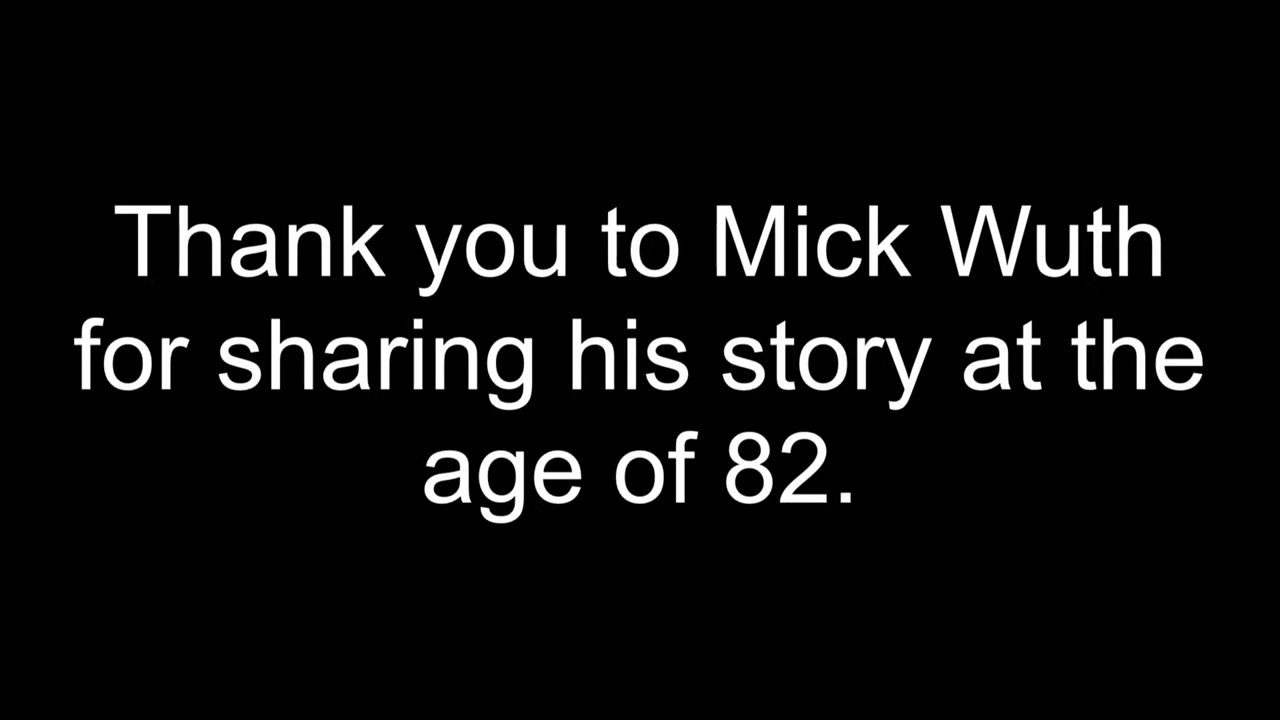 Thank you to Mick Wuth
for sharing his story at the
age of 82.